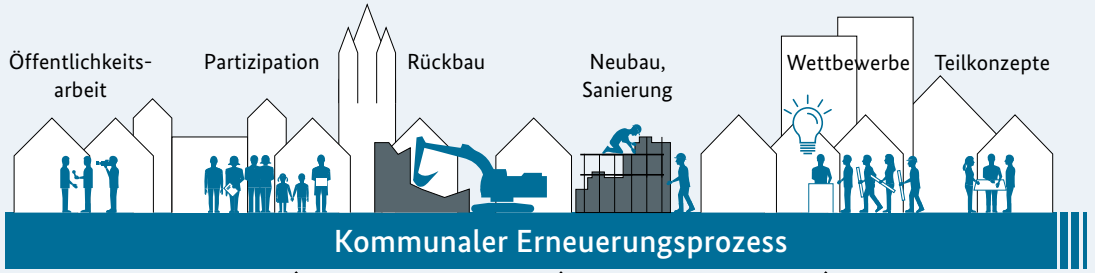 Öffentlichkeits-
arbeit
Partizipation
Rückbau
Neubau,
Sanierung
Wettbewerbe
Teilkonzepte
Kommunaler Erneuerungsprozess